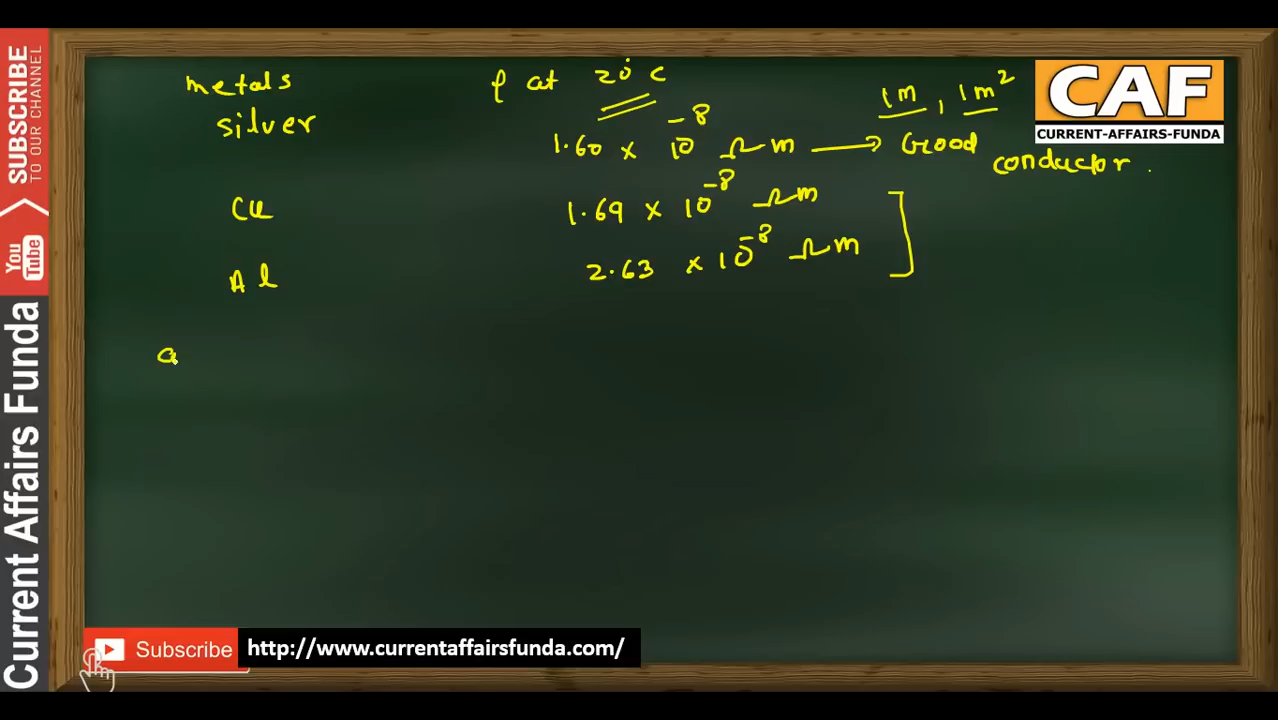 metals ρ at 20° c
silver 1.60 × 10⁻⁸ Ωm → Good conductor.
1m, 1m²
Cu 1.69 × 10⁻⁸ Ωm
Al 2.63 × 10⁻⁸ Ωm
a
CAF
CURRENT-AFFAIRS-FUNDA
SUBSCRIBE
TO OUR CHANNEL
You Tube
Current Affairs Funda
Subscribe http://www.currentaffairsfunda.com/